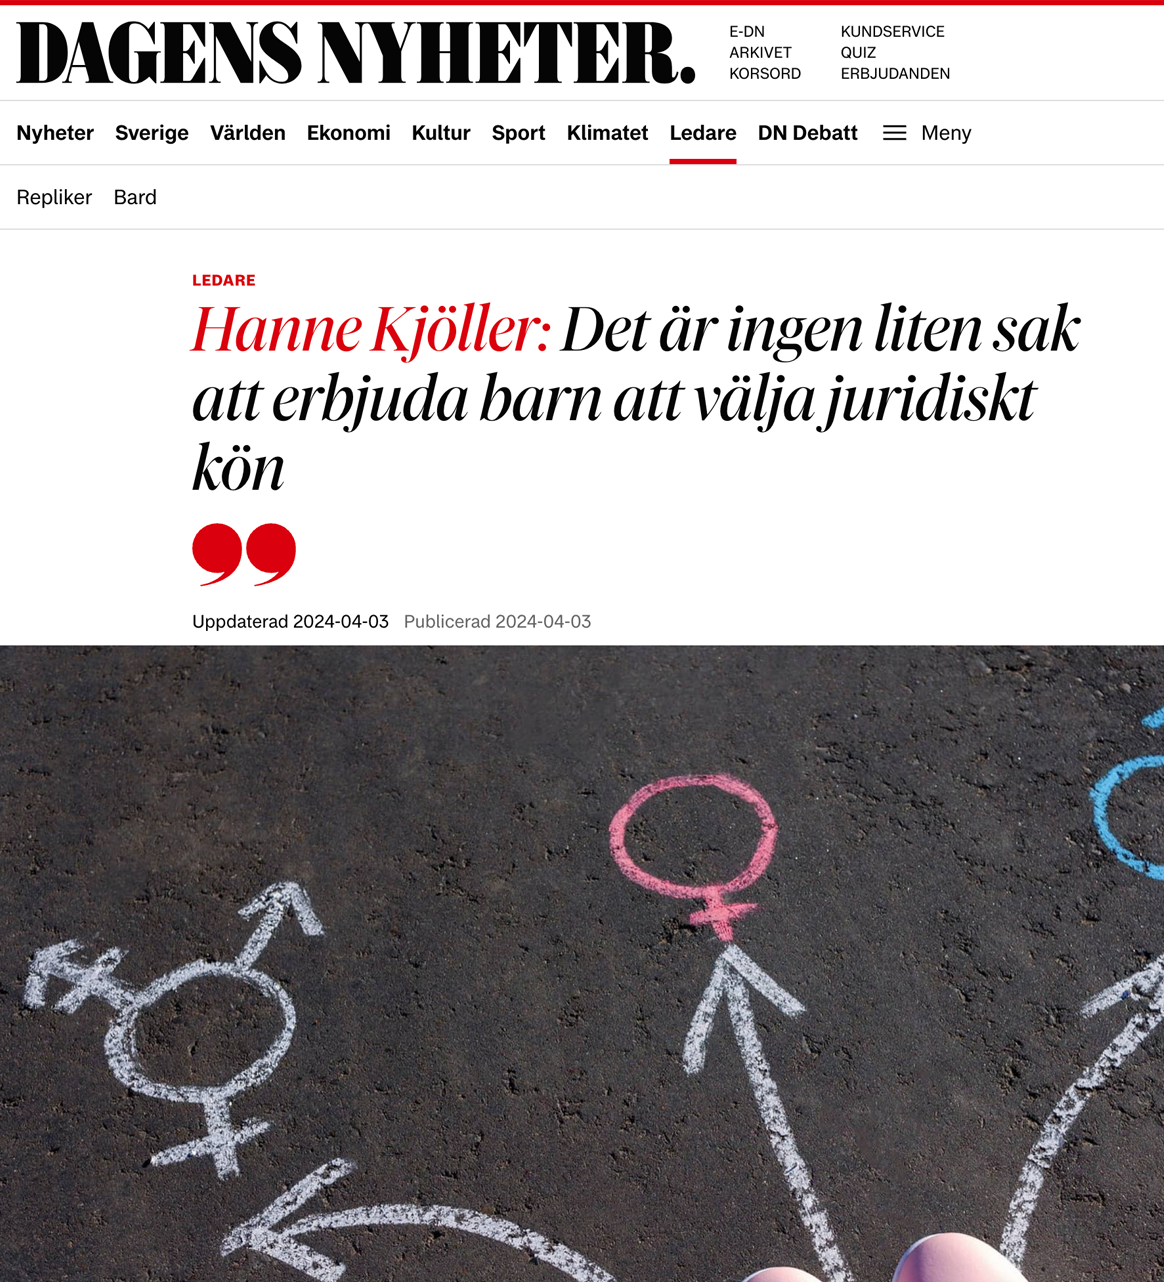 DAGENS NYHETER.
E-DN
ARKIVET
KORSORD
KUNDSERVICE
QUIZ
ERBJUDANDEN
Nyheter Sverige Världen Ekonomi Kultur Sport Klimatet Ledare DN Debatt Meny
Repliker Bard
LEDARE
Hanne Kjöller: Det är ingen liten sak
att erbjuda barn att välja juridiskt
kön
Uppdaterad 2024-04-03 Publicerad 2024-04-03